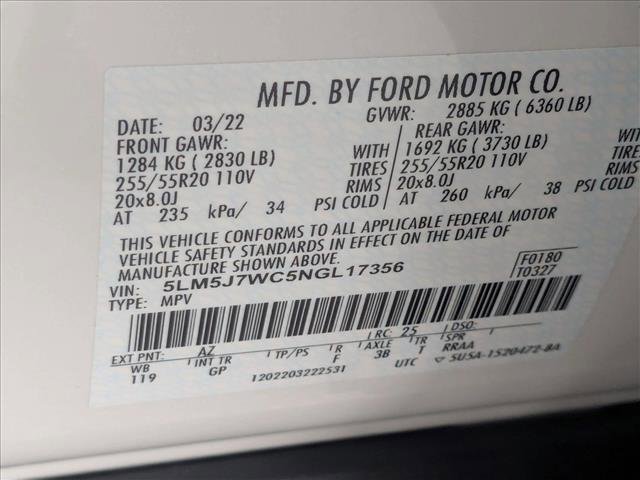 MFD. BY FORD MOTOR CO.
DATE: 03/22 GVWR: 2885 KG ( 6360 LB)
FRONT GAWR: REAR GAWR:
1284 KG ( 2830 LB) WITH 1692 KG ( 3730 LB) WITH
255/55R20 110V TIRES 255/55R20 110V TIRES
20x8.0J RIMS 20x8.0J RIMS
AT 235 kPa/ 34 PSI COLD AT 260 kPa/ 38 PSI COLD
THIS VEHICLE CONFORMS TO ALL APPLICABLE FEDERAL MOTOR
VEHICLE SAFETY STANDARDS IN EFFECT ON THE DATE OF
MANUFACTURE SHOWN ABOVE.
VIN: 5LM5J7WC5NGL17356 F0180
TYPE: MPV T0327
EXT PNT: AZ RC: 25 DSO:
WB INT TR TP/PS R AXLE T SPR
119 GP F 3B T RRAA
1202203222531 UTC 5U5A-1520472-BA